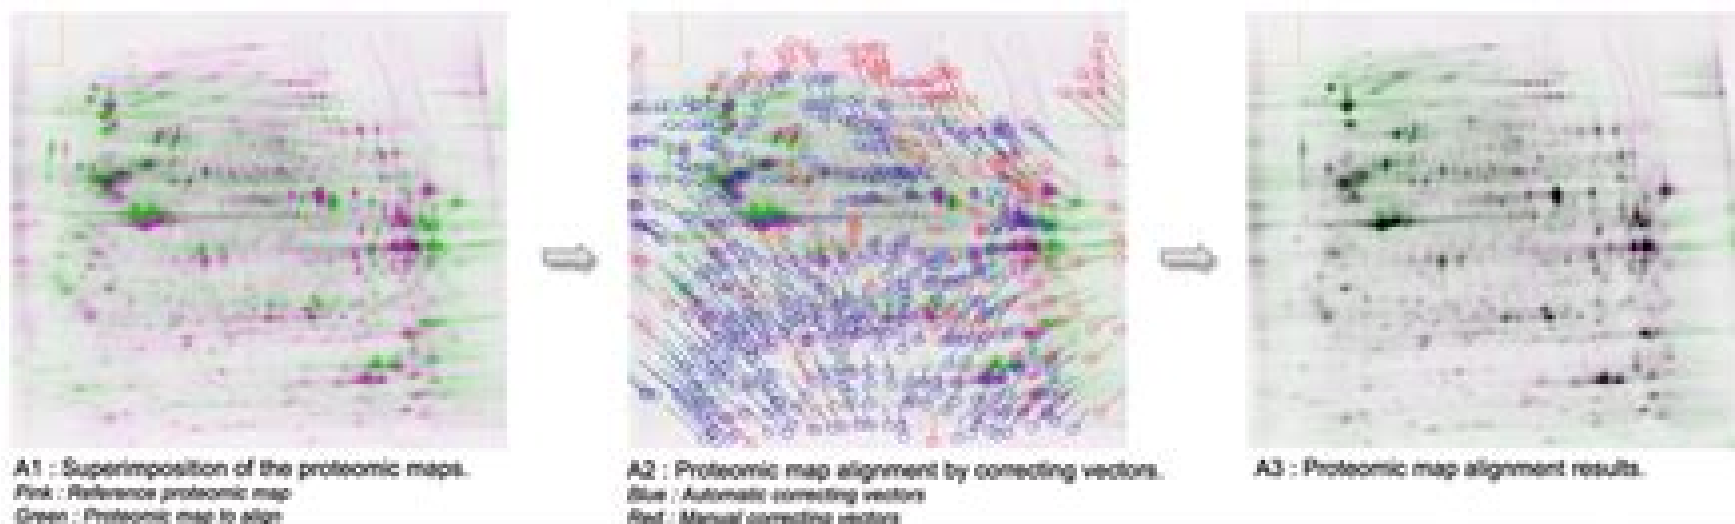 A1 : Superimposition of the proteomic maps.
Pink : Reference proteomic map
Green : Proteomic map to align
A2 : Proteomic map alignment by correcting vectors.
Blue : Automatic correcting vectors
Red : Manual correcting vectors
A3 : Proteomic map alignment results.